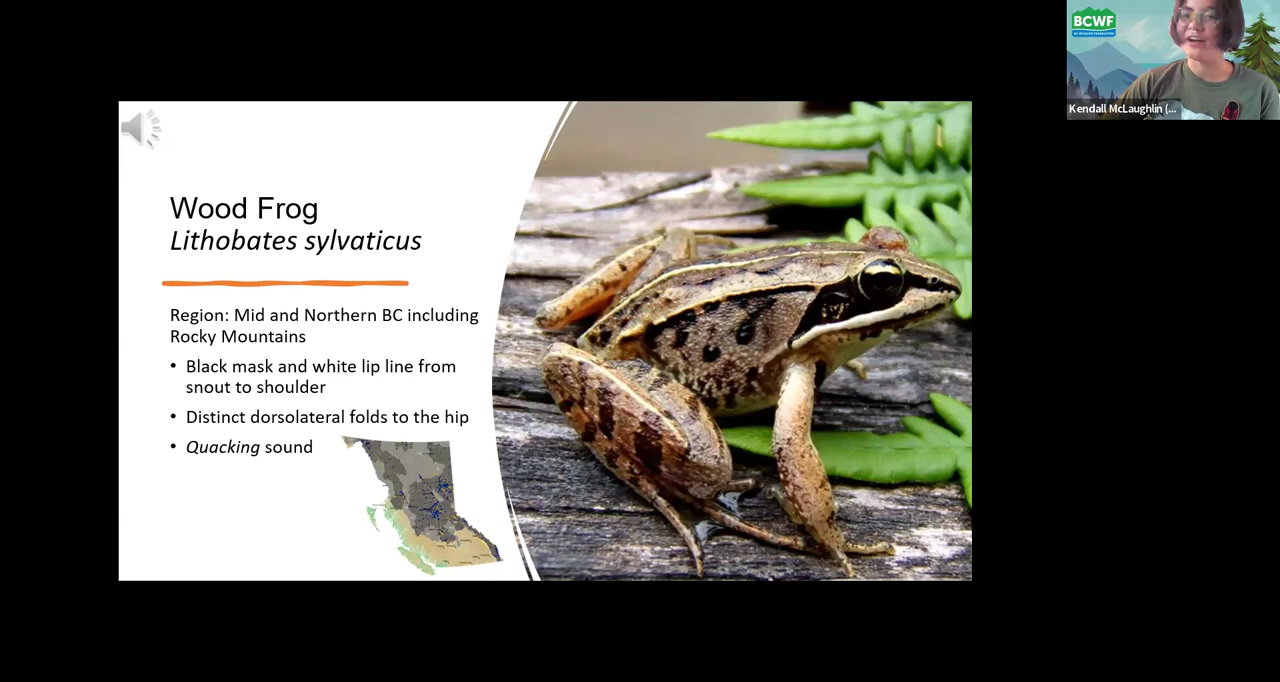 BCWF
Kendall McLaughlin (...
Wood Frog
Lithobates sylvaticus
Region: Mid and Northern BC including
Rocky Mountains
• Black mask and white lip line from
snout to shoulder
• Distinct dorsolateral folds to the hip
• Quacking sound